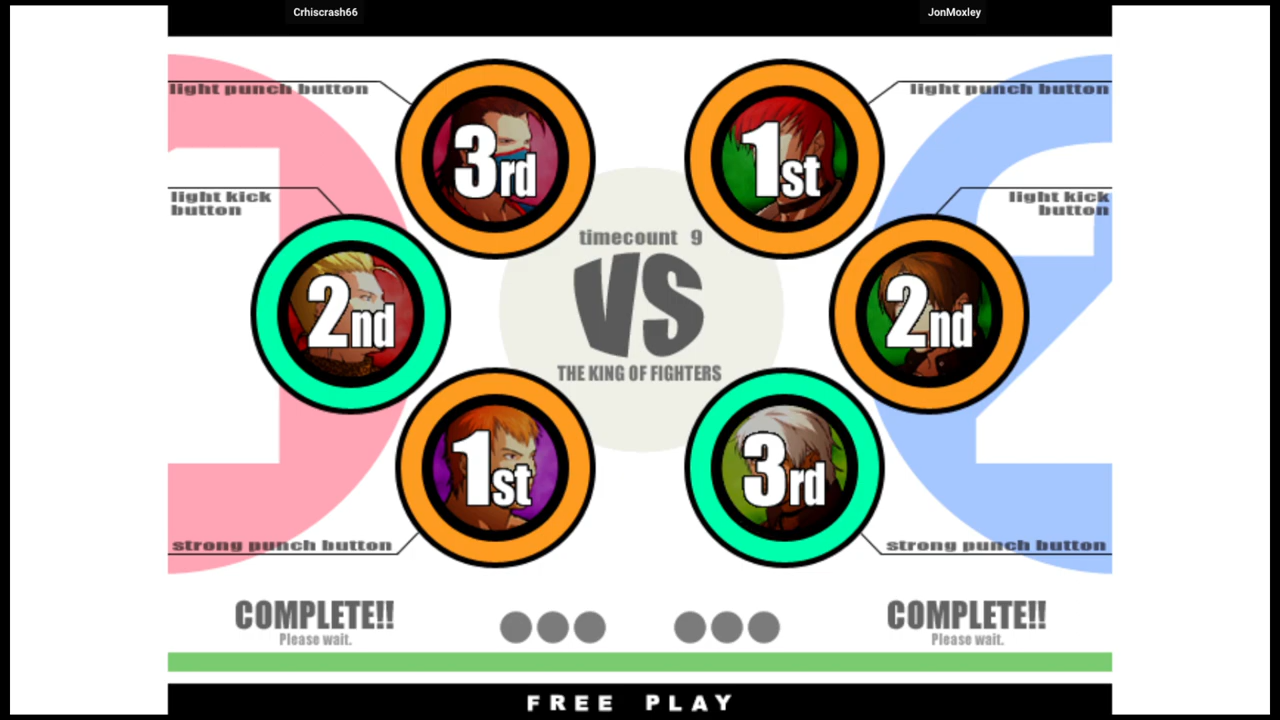 Crhiscrash66
JonMoxley
light punch button
light punch button
3rd
1st
light kick
button
light kick
button
timecount 9
VS
THE KING OF FIGHTERS
2nd
2nd
1st
3rd
strong punch button
strong punch button
COMPLETE!!
Please wait.
COMPLETE!!
Please wait.
FREE PLAY
1
2